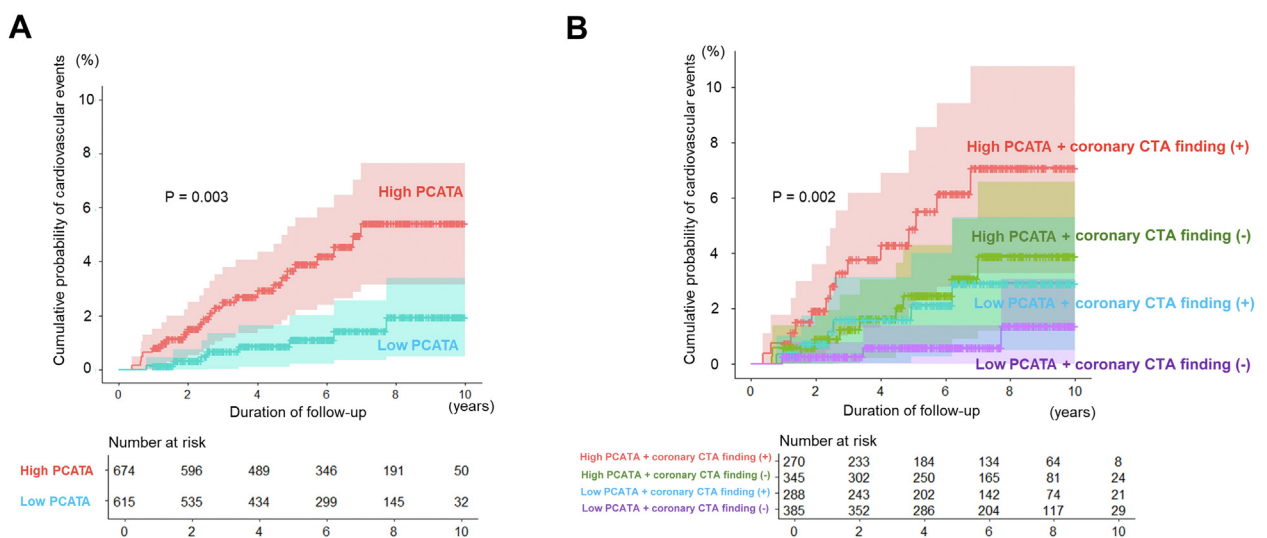 A
(%)
Cumulative probability of cardiovascular events
10
8
6
4
2
0
P = 0.003
High PCATA
Low PCATA
0 2 4 6 8 10
Duration of follow-up
(years)
Number at risk
High PCATA 674 596 489 346 191 50
Low PCATA 615 535 434 299 145 32
0 2 4 6 8 10
B
(%)
Cumulative probability of cardiovascular events
10
8
6
4
2
0
P = 0.002
High PCATA + coronary CTA finding (+)
High PCATA + coronary CTA finding (-)
Low PCATA + coronary CTA finding (+)
Low PCATA + coronary CTA finding (-)
0 2 4 6 8 10
Duration of follow-up
(years)
Number at risk
High PCATA + coronary CTA finding (+) 270 233 184 134 64 8
High PCATA + coronary CTA finding (-) 345 302 250 165 81 24
Low PCATA + coronary CTA finding (+) 288 243 202 142 74 21
Low PCATA + coronary CTA finding (-) 385 352 286 204 117 29
0 2 4 6 8 10